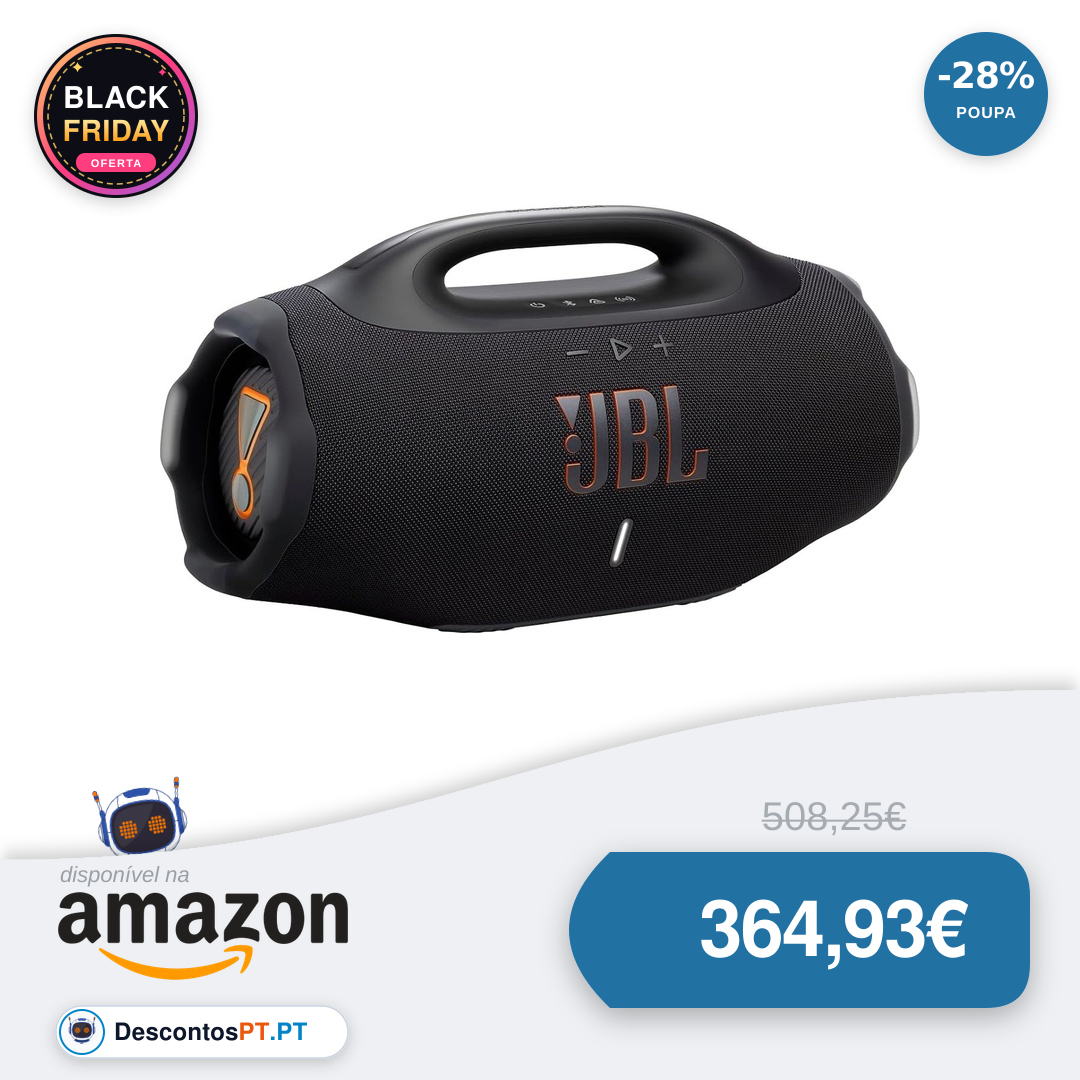 BLACK
FRIDAY
OFERTA
-28%
POUPA
JBL
508,25€
364,93€
disponível na
amazon
DescontosPT.PT